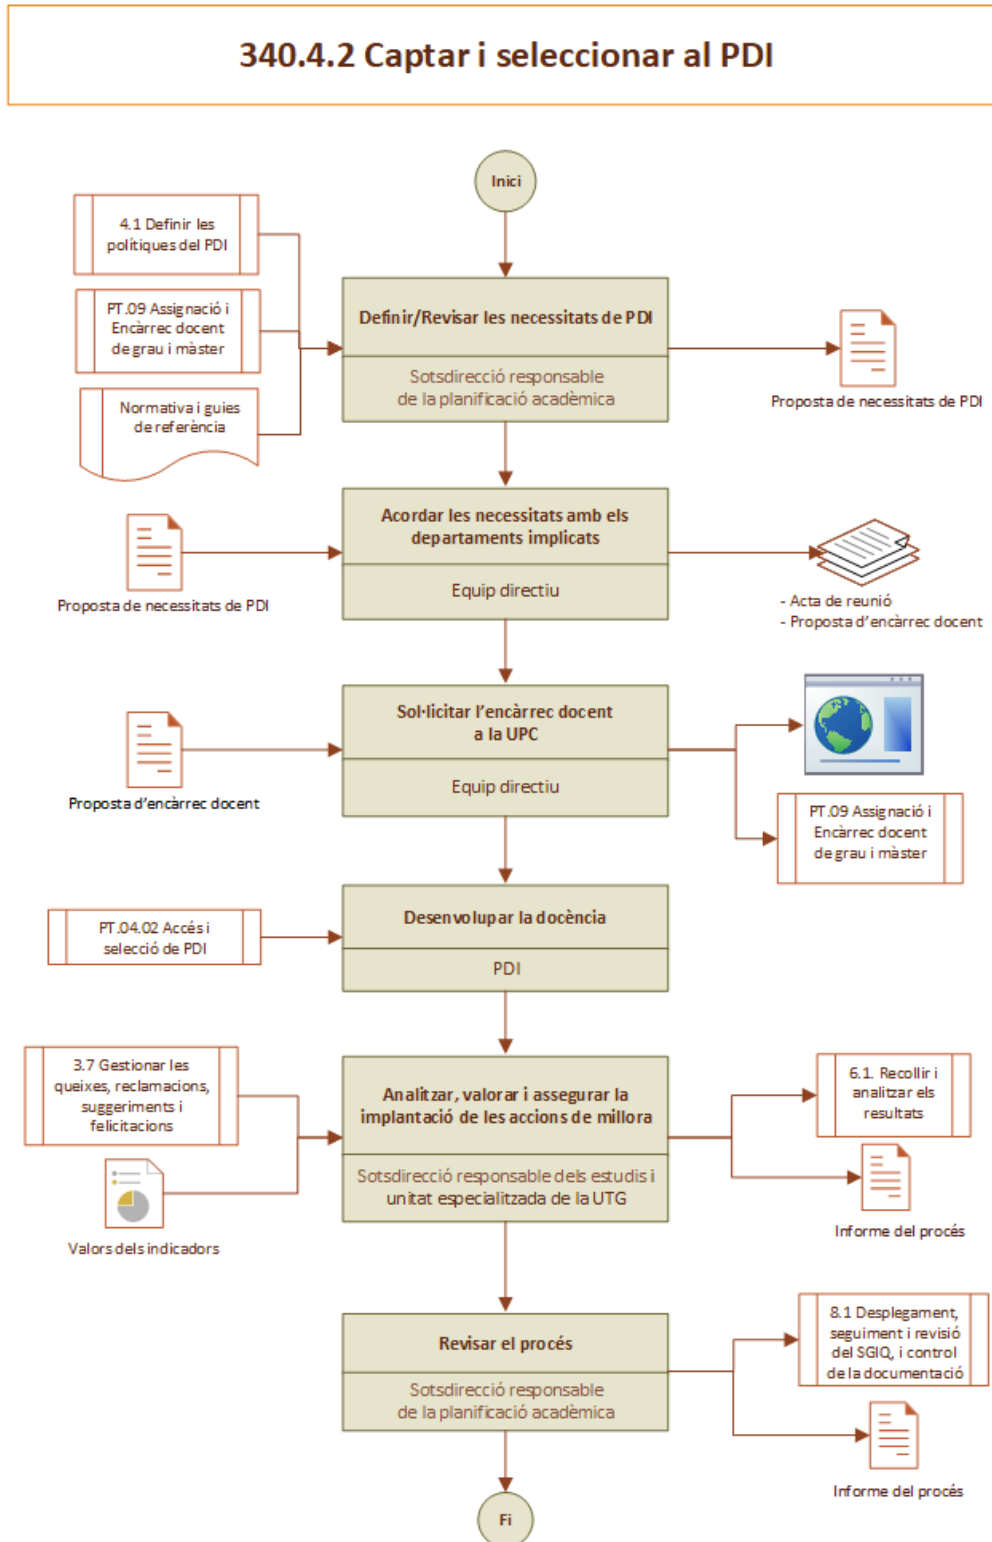 340.4.2 Captar i seleccionar al PDI
Inici
4.1 Definir les
polítiques del PDI
PT.09 Assignació i
Encàrrec docent
de grau i màster
Normativa i guies
de referència
Definir/Revisar les necessitats de PDI
Sotsdirecció responsable
de la planificació acadèmica
Proposta de necessitats de PDI
Proposta de necessitats de PDI
Acordar les necessitats amb els
departaments implicats
Equip directiu
- Acta de reunió
- Proposta d'encàrrec docent
Proposta d'encàrrec docent
Sol·licitar l'encàrrec docent
a la UPC
Equip directiu
PT.09 Assignació i
Encàrrec docent
de grau i màster
PT.04.02 Accés i
selecció de PDI
Desenvolupar la docència
PDI
3.7 Gestionar les
queixes, reclamacions,
suggeriments i
felicitacions
Valors dels indicadors
Analitzar, valorar i assegurar la
implantació de les accions de millora
Sotsdirecció responsable dels estudis i
unitat especialitzada de la UTG
6.1. Recollir i
analitzar els
resultats
Informe del procés
Revisar el procés
Sotsdirecció responsable
de la planificació acadèmica
8.1 Desplegament,
seguiment i revisió
del SGIQ, i control
de la documentació
Informe del procés
Fi